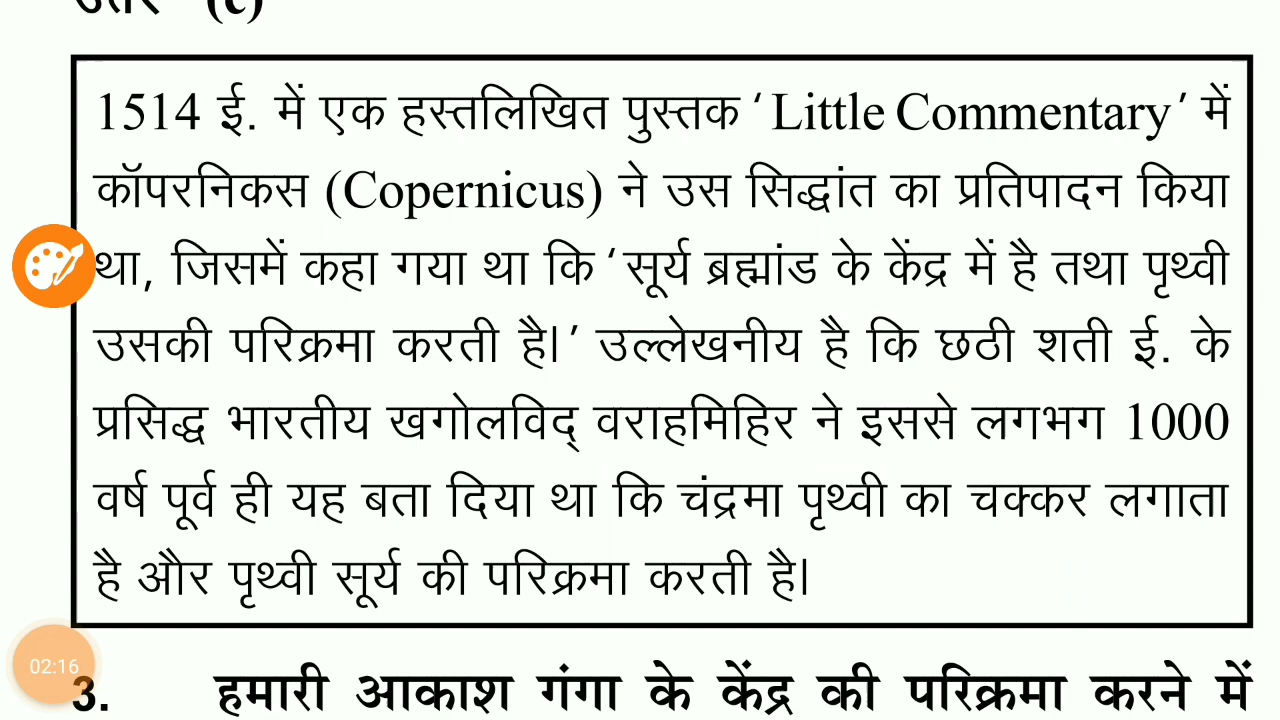 उत्तर (c)
1514 ई. में एक हस्तलिखित पुस्तक ‘Little Commentary’ में
कॉपरनिकस (Copernicus) ने उस सिद्धांत का प्रतिपादन किया
था, जिसमें कहा गया था कि ‘सूर्य ब्रह्मांड के केंद्र में है तथा पृथ्वी
उसकी परिक्रमा करती है।’ उल्लेखनीय है कि छठी शती ई. के
प्रसिद्ध भारतीय खगोलविद् वराहमिहिर ने इससे लगभग 1000
वर्ष पूर्व ही यह बता दिया था कि चंद्रमा पृथ्वी का चक्कर लगाता
है और पृथ्वी सूर्य की परिक्रमा करती है।
02:16
3. हमारी आकाश गंगा के केंद्र की परिक्रमा करने में